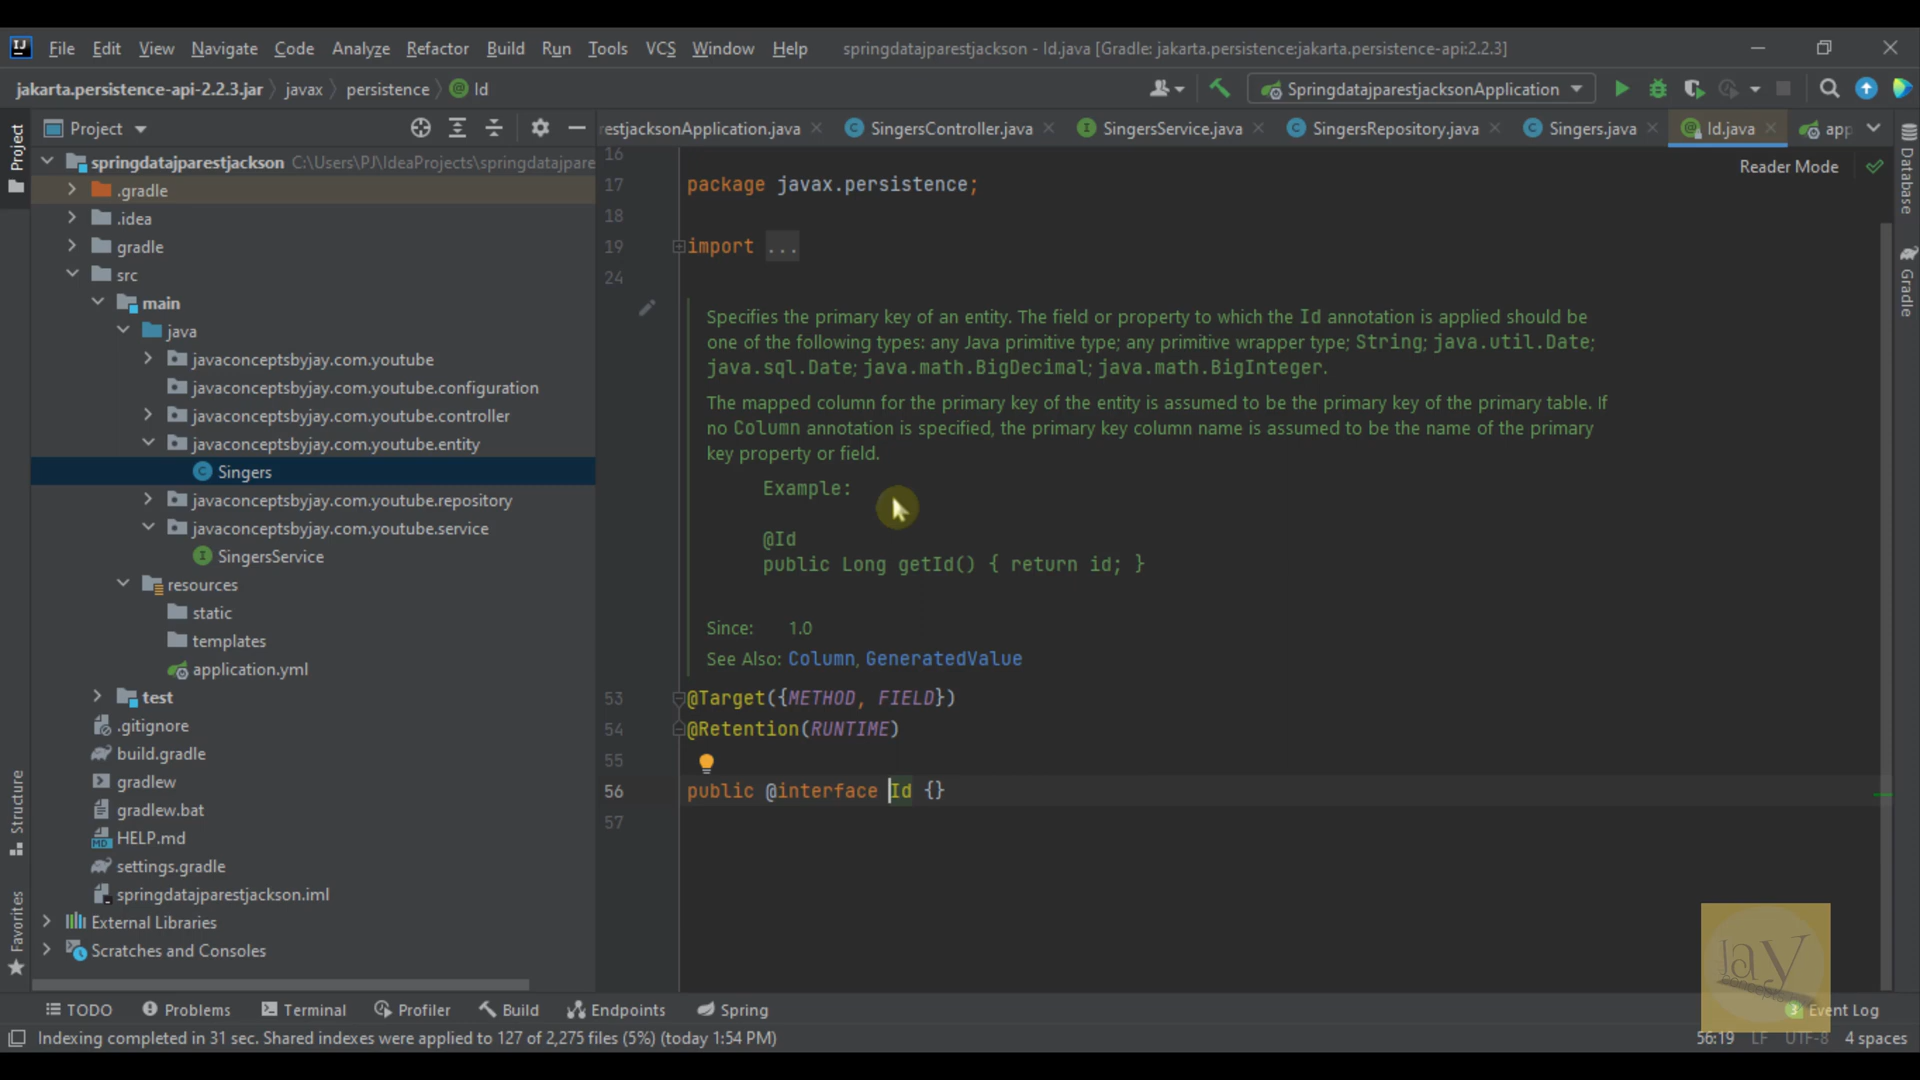 File Edit View Navigate Code Analyze Refactor Build Run Tools VCS Window Help springdatajparestjackson - Id.java [Gradle: jakarta.persistence:jakarta.persistence-api:2.2.3]
jakarta.persistence-api-2.2.3.jar javax persistence Id SpringdatajparestjacksonApplication
Project restjacksonApplication.java SingersController.java SingersService.java SingersRepository.java Singers.java Id.java app
Project
Structure
Favorites
springdatajparestjackson C:\Users\PJ\IdeaProjects\springdatajpare
.gradle
.idea
gradle
src
main
java
javaconceptsbyjay.com.youtube
javaconceptsbyjay.com.youtube.configuration
javaconceptsbyjay.com.youtube.controller
javaconceptsbyjay.com.youtube.entity
Singers
javaconceptsbyjay.com.youtube.repository
javaconceptsbyjay.com.youtube.service
SingersService
resources
static
templates
application.yml
test
.gitignore
build.gradle
gradlew
gradlew.bat
HELP.md
settings.gradle
springdatajparestjackson.iml
External Libraries
Scratches and Consoles
Reader Mode
16
17 package javax.persistence;
18
19 import ...
24
Specifies the primary key of an entity. The field or property to which the Id annotation is applied should be
one of the following types: any Java primitive type; any primitive wrapper type; String; java.util.Date;
java.sql.Date; java.math.BigDecimal; java.math.BigInteger.
The mapped column for the primary key of the entity is assumed to be the primary key of the primary table. If
no Column annotation is specified, the primary key column name is assumed to be the name of the primary
key property or field.
Example:
@Id
public Long getId() { return id; }
Since: 1.0
See Also: Column, GeneratedValue
53 @Target({METHOD, FIELD})
54 @Retention(RUNTIME)
55
56 public @interface Id {}
57
Database
Gradle
Jay
TODO Problems Terminal Profiler Build Endpoints Spring 3 Event Log
Indexing completed in 31 sec. Shared indexes were applied to 127 of 2,275 files (5%) (today 1:54 PM) 56:19 LF UTF-8 4 spaces